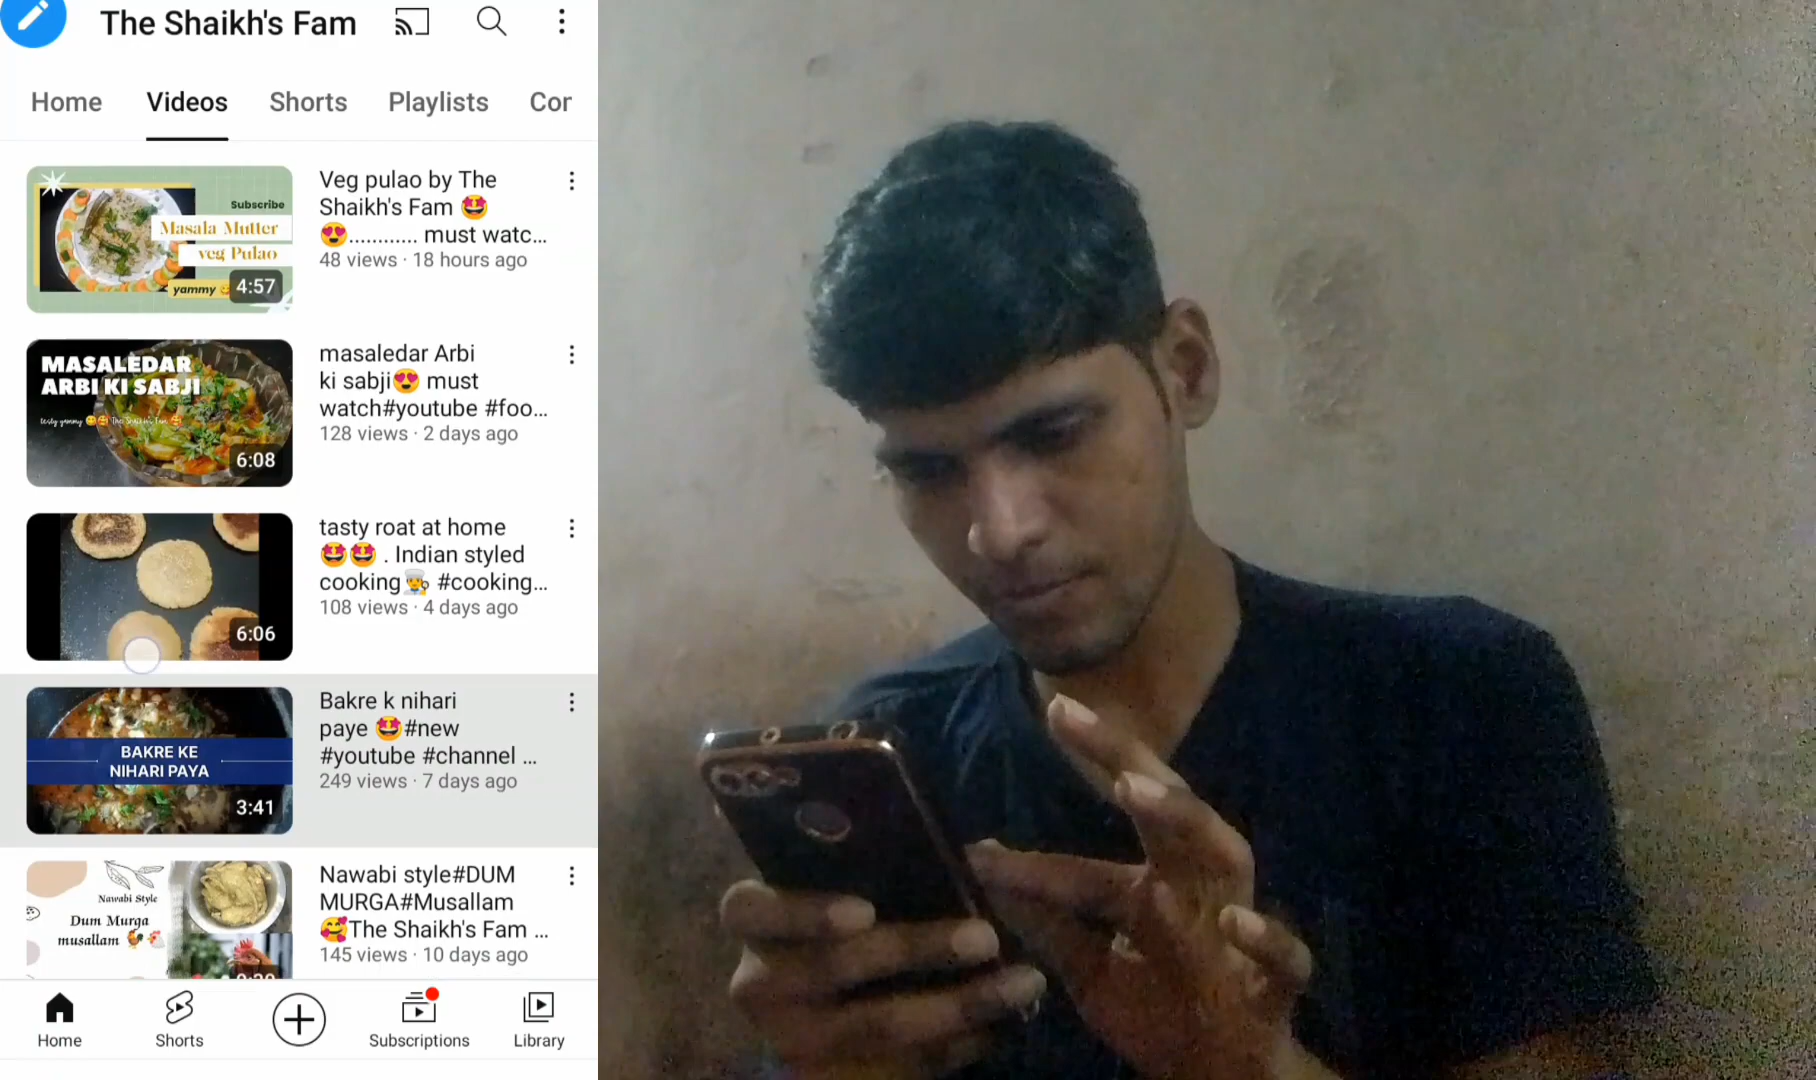 The Shaikh's Fam
Home Videos Shorts Playlists Cor
Subscribe
Masala Mutter
veg Pulao
yammy 😋
4:57
Veg pulao by The
Shaikh's Fam 🤩
😍............ must watc...
48 views · 18 hours ago
MASALEDAR
ARBI KI SABJI
testy yammy 😋🥰 Thee Shaikh's Fam 🥰
6:08
masaledar Arbi
ki sabji😍 must
watch#youtube #foo...
128 views · 2 days ago
6:06
tasty roat at home
🤩🤩 . Indian styled
cooking👨‍🍳 #cooking...
108 views · 4 days ago
BAKRE KE
NIHARI PAYA
3:41
Bakre k nihari
paye 🤩#new
#youtube #channel ...
249 views · 7 days ago
Nawabi Style
Dum Murga
musallam 🐓🐔
Nawabi style#DUM
MURGA#Musallam
🥰The Shaikh's Fam ...
145 views · 10 days ago
Home Shorts Subscriptions Library